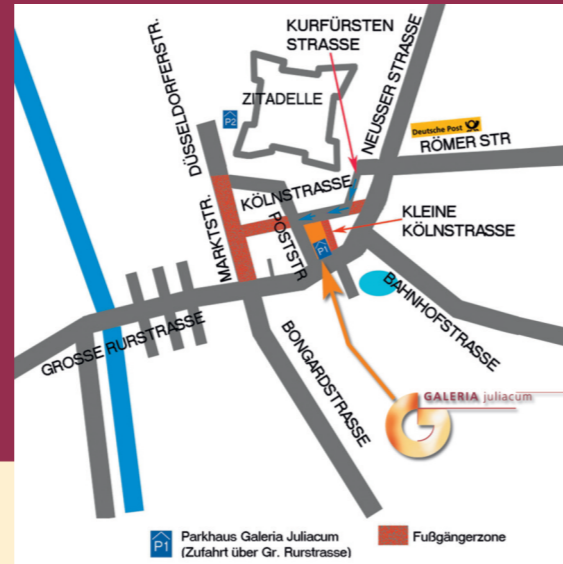 KURFÜRSTEN
STRASSE
DÜSSELDORFERSTR.
ZITADELLE
NEUSSER STRASSE
P2
Deutsche Post
RÖMER STR
KÖLNSTRASSE
MARKTSTR.
POSTSTR
KLEINE
KÖLNSTRASSE
P1
BAHNHOFSTRASSE
GROSSE RURSTRASSE
BONGARDSTRASSE
GALERIA juliacum
P1
Parkhaus Galeria Juliacum
(Zufahrt über Gr. Rurstrasse)
Fußgängerzone